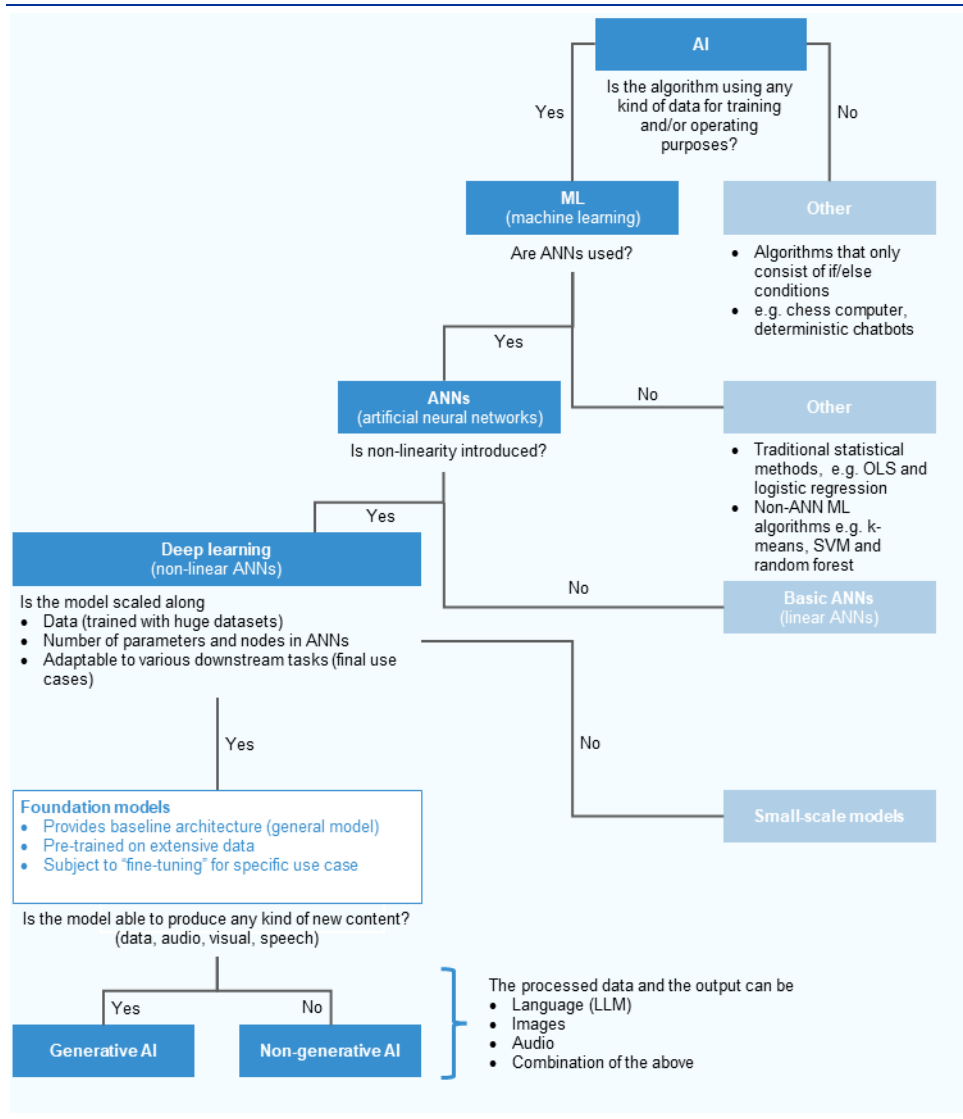 AI
Is the algorithm using any
kind of data for training
and/or operating
purposes?
Yes
No
ML
(machine learning)
Are ANNs used?
Other
• Algorithms that only
consist of if/else
conditions
• e.g. chess computer,
deterministic chatbots
Yes
No
ANNs
(artificial neural networks)
Is non-linearity introduced?
Other
• Traditional statistical
methods, e.g. OLS and
logistic regression
• Non-ANN ML
algorithms e.g. k-
means, SVM and
random forest
Yes
No
Deep learning
(non-linear ANNs)
Basic ANNs
(linear ANNs)
Is the model scaled along
• Data (trained with huge datasets)
• Number of parameters and nodes in ANNs
• Adaptable to various downstream tasks (final use
cases)
Yes
No
Foundation models
• Provides baseline architecture (general model)
• Pre-trained on extensive data
• Subject to “fine-tuning” for specific use case
Small-scale models
Is the model able to produce any kind of new content?
(data, audio, visual, speech)
Yes
No
Generative AI
Non-generative AI
The processed data and the output can be
• Language (LLM)
• Images
• Audio
• Combination of the above